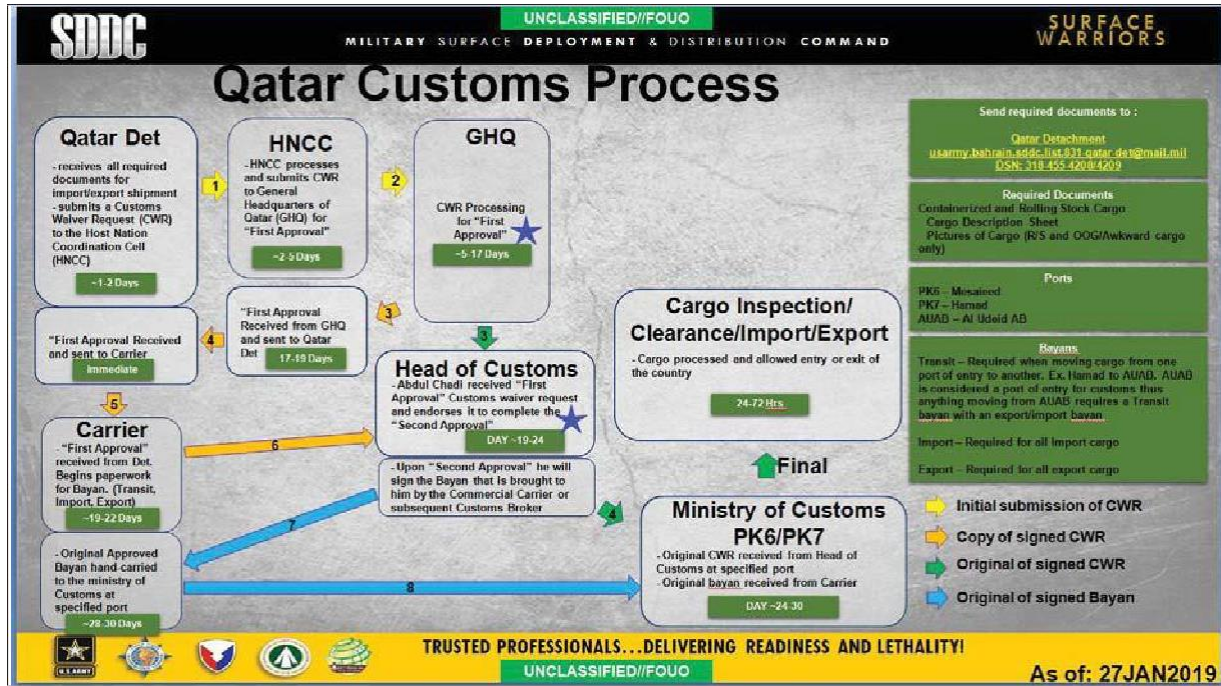 UNCLASSIFIED//FOUO
SDDC
MILITARY SURFACE DEPLOYMENT & DISTRIBUTION COMMAND
SURFACE
WARRIORS
Qatar Customs Process
Qatar Det
- receives all required
documents for
import/export shipment
- submits a Customs
Waiver Request (CWR)
to the Host Nation
Coordination Cell
(HNCC)
~1-2 Days
1
HNCC
- HNCC processes
and submits CWR
to General
Headquarters of
Qatar (GHQ) for
"First Approval"
~2-5 Days
2
GHQ
CWR Processing
for "First
Approval"
~5-17 Days
3
3
"First Approval
Received from GHQ
and sent to Qatar
Det
17-19 Days
4
"First Approval Received
and sent to Carrier
Immediate
5
Carrier
- "First Approval"
received from Det.
Begins paperwork
for Bayan. (Transit,
Import, Export)
~19-22 Days
6
Head of Customs
- Abdul Chadi received "First
Approval" Customs waiver request
and endorses it to complete the
"Second Approval"
DAY ~19-24
- Upon "Second Approval" he will
sign the Bayan that is brought to
him by the Commercial Carrier or
subsequent Customs Broker
7
4
- Original Approved
Bayan hand-carried
to the ministry of
Customs at
specified port
~28-30 Days
8
Ministry of Customs
PK6/PK7
- Original CWR received from Head of
Customs at specified port
- Original bayan received from Carrier
DAY ~24-30
Final
Cargo Inspection/
Clearance/Import/Export
- Cargo processed and allowed entry or exit of
the country
24-72 Hrs
Send required documents to :
Qatar Detachment
usarmy.bahrain.sddc.list.831-qatar-det@mail.mil
DSN: 318-455-4208/4209
Required Documents
Containerized and Rolling Stock Cargo
Cargo Description Sheet
Pictures of Cargo (R/S and OOG/Awkward cargo
only)
Ports
PK6 – Mesaieed
PK7 – Hamad
AUAB – Al Udeid AB
Bayans
Transit – Required when moving cargo from one
port of entry to another. Ex. Hamad to AUAB. AUAB
is considered a port of entry for customs thus
anything moving from AUAB requires a Transit
bayan with an export/import bayan
Import – Required for all import cargo
Export – Required for all export cargo
Initial submission of CWR
Copy of signed CWR
Original of signed CWR
Original of signed Bayan
U.S. ARMY
TRUSTED PROFESSIONALS...DELIVERING READINESS AND LETHALITY!
UNCLASSIFIED//FOUO
As of: 27JAN2019